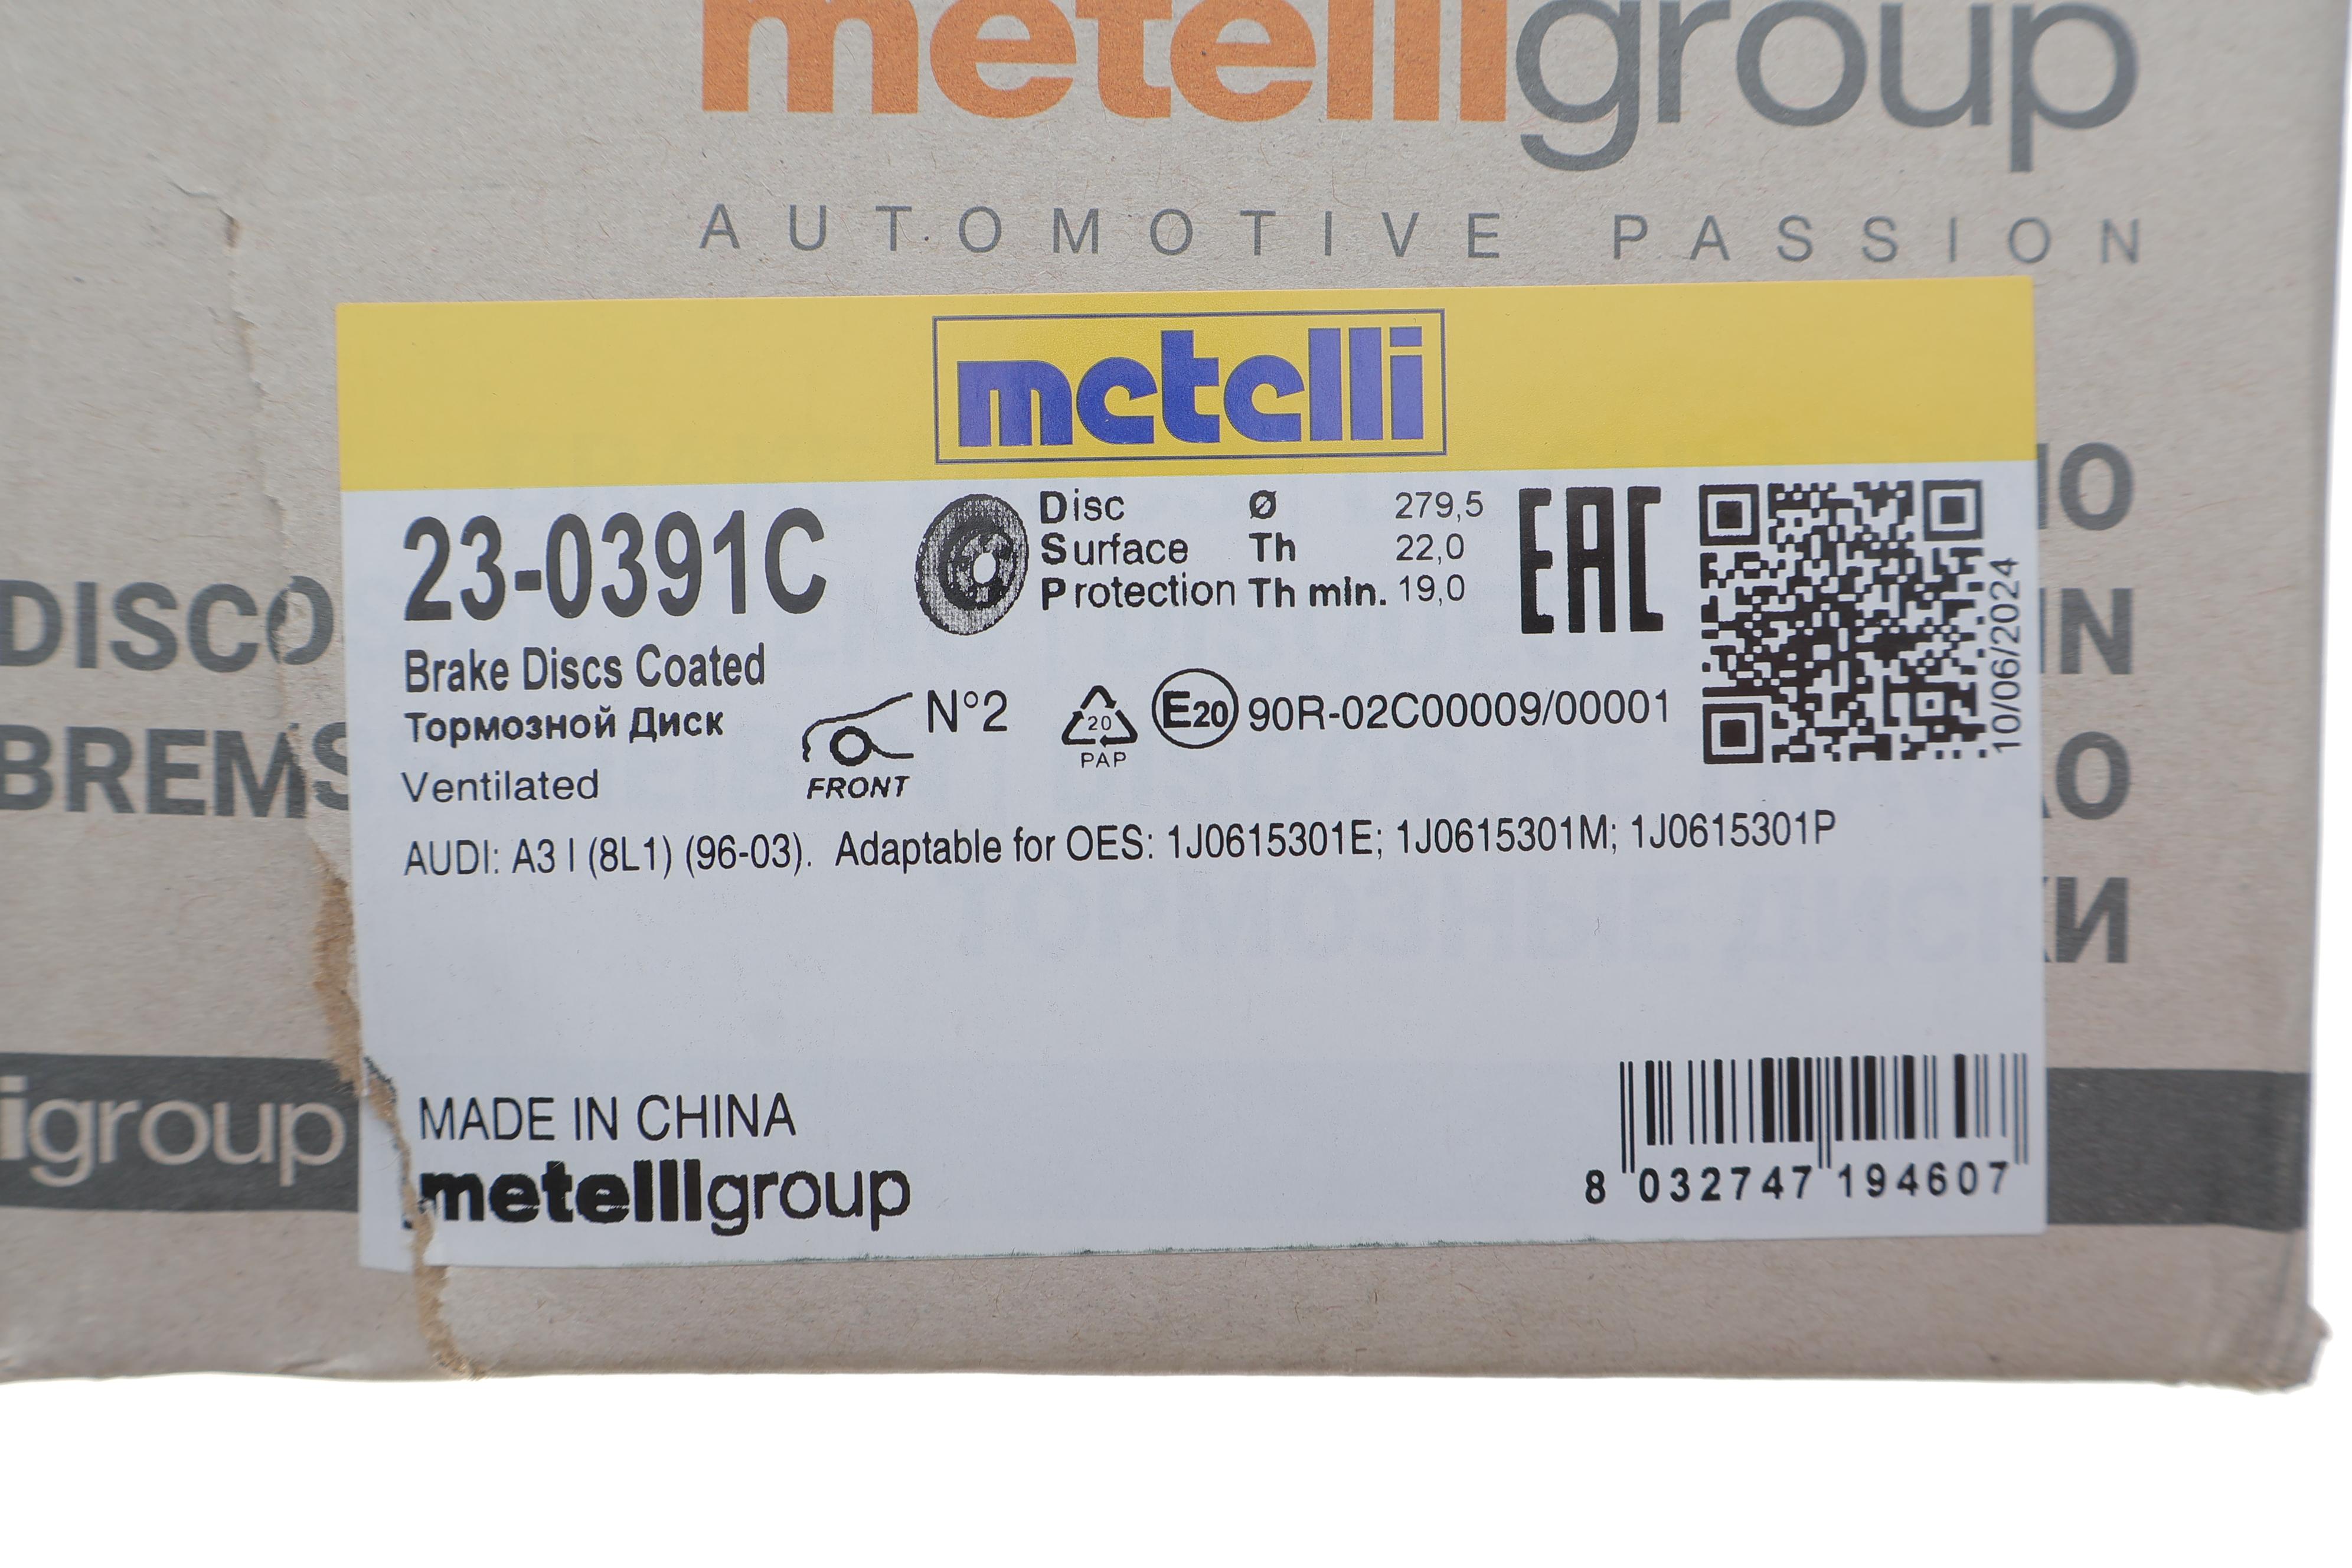 metelligroup
AUTOMOTIVE PASSION
metelli
23-0391C
Disc Ø 279,5
Surface Th 22,0
Protection Th min. 19,0
EAC
10/06/2024
Brake Discs Coated
Тормозной Диск
Ventilated
FRONT
N°2
20
PAP
E20 90R-02C00009/00001
AUDI: A3 I (8L1) (96-03). Adaptable for OES: 1J0615301E; 1J0615301M; 1J0615301P
MADE IN CHINA
metelligroup
8 032747 194607
DISCO
BREMS
igroup